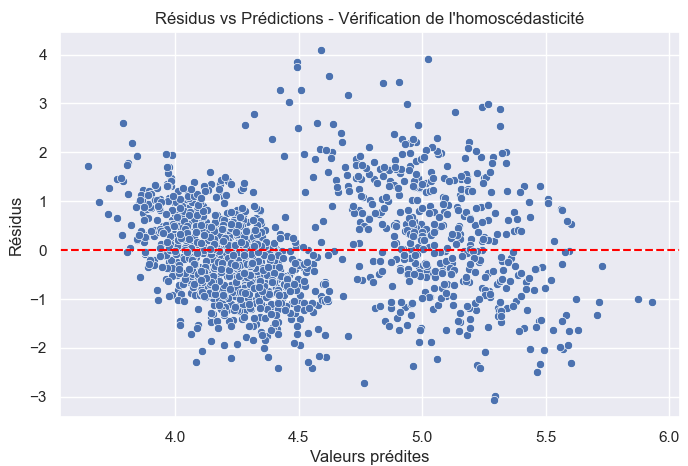 Résidus vs Prédictions - Vérification de l'homoscédasticité
4
3
2
1
0
−1
−2
−3
Résidus
4.0 4.5 5.0 5.5 6.0
Valeurs prédites